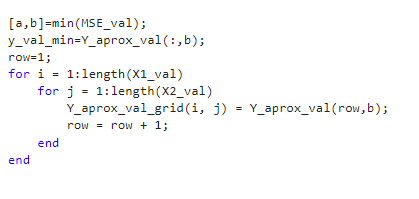 [a,b]=min(MSE_val);
y_val_min=Y_aprox_val(:,b);
row=1;
for i = 1:length(X1_val)
    for j = 1:length(X2_val)
        Y_aprox_val_grid(i, j) = Y_aprox_val(row,b);
        row = row + 1;
    end
end